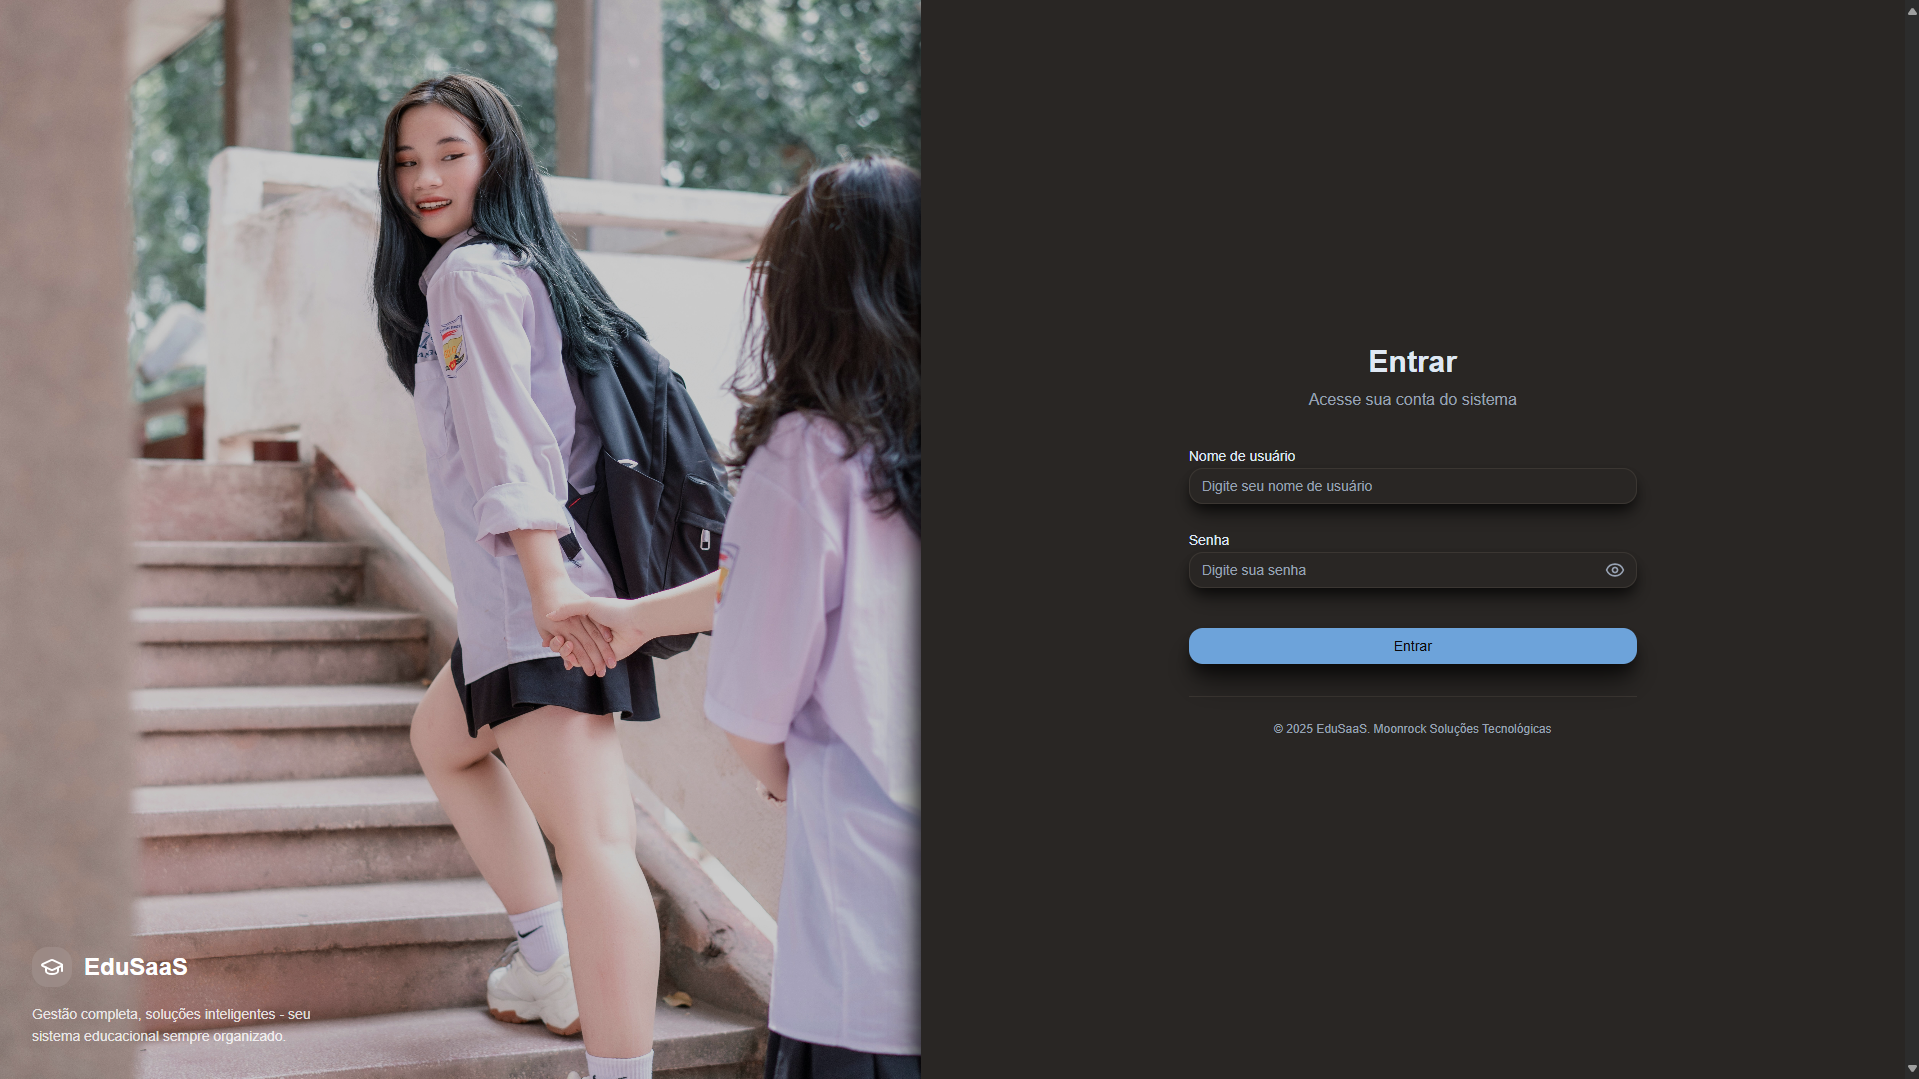 EduSaaS
Gestão completa, soluções inteligentes - seu
sistema educacional sempre organizado.
Entrar
Acesse sua conta do sistema
Nome de usuário
Digite seu nome de usuário
Senha
Digite sua senha
Entrar
© 2025 EduSaaS. Moonrock Soluções Tecnológicas